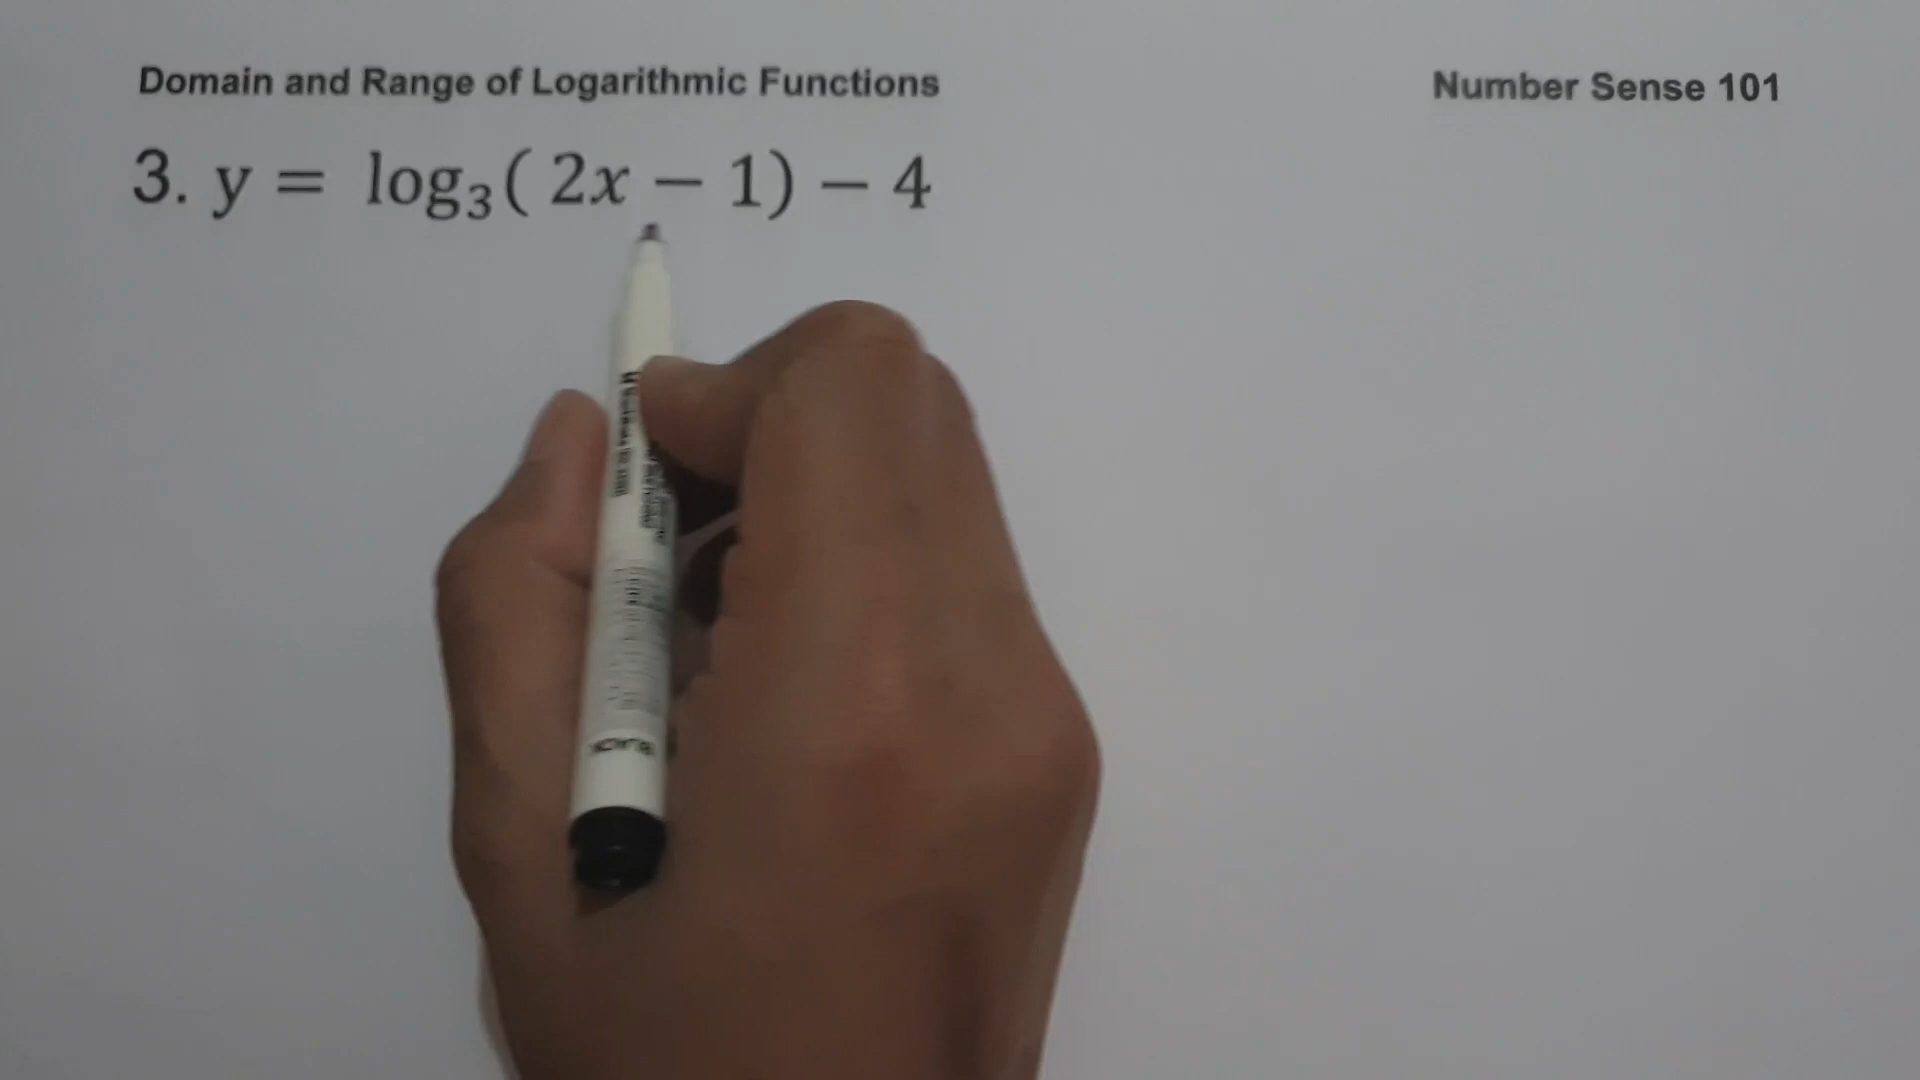 Domain and Range of Logarithmic Functions
Number Sense 101
3. y = log₃( 2x − 1) − 4